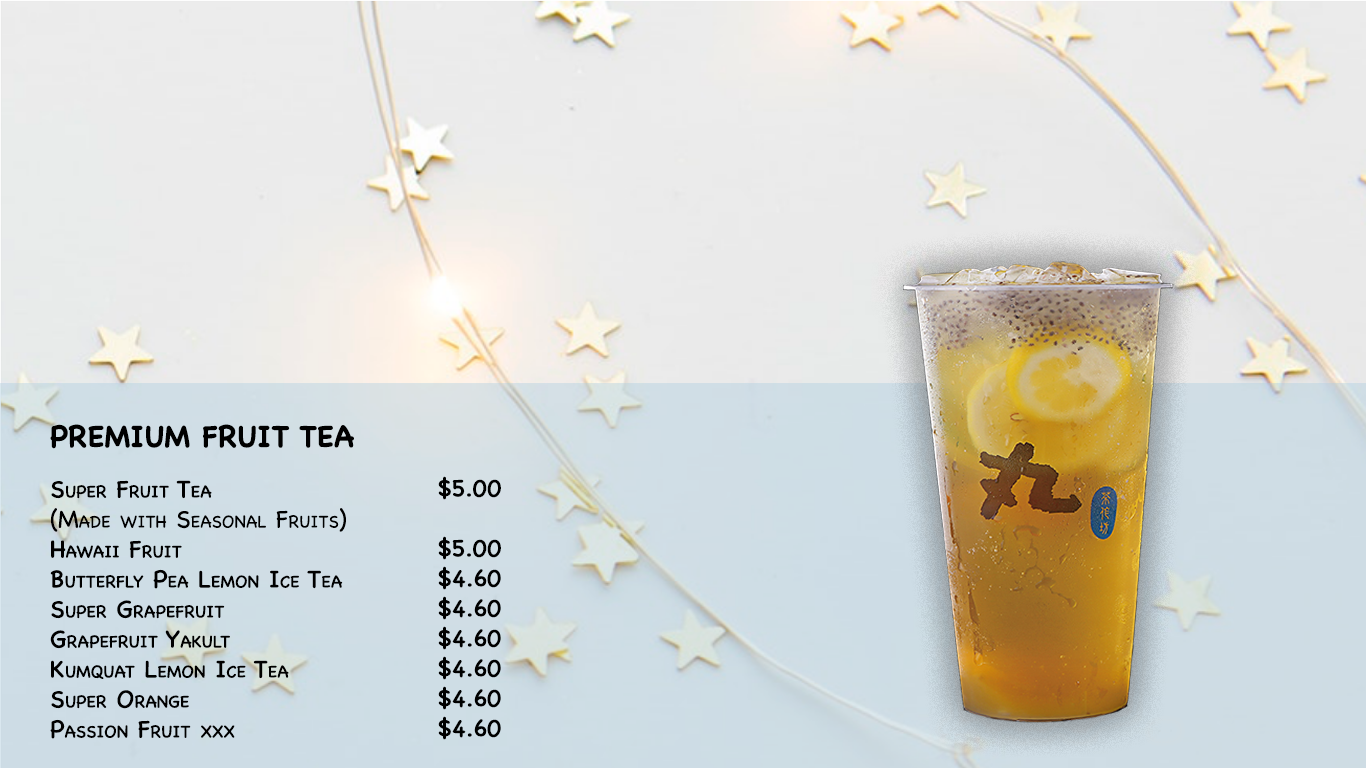 PREMIUM FRUIT TEA
Super Fruit Tea $5.00
(Made with Seasonal Fruits)
Hawaii Fruit $5.00
Butterfly Pea Lemon Ice Tea $4.60
Super Grapefruit $4.60
Grapefruit Yakult $4.60
Kumquat Lemon Ice Tea $4.60
Super Orange $4.60
Passion Fruit xxx $4.60
丸